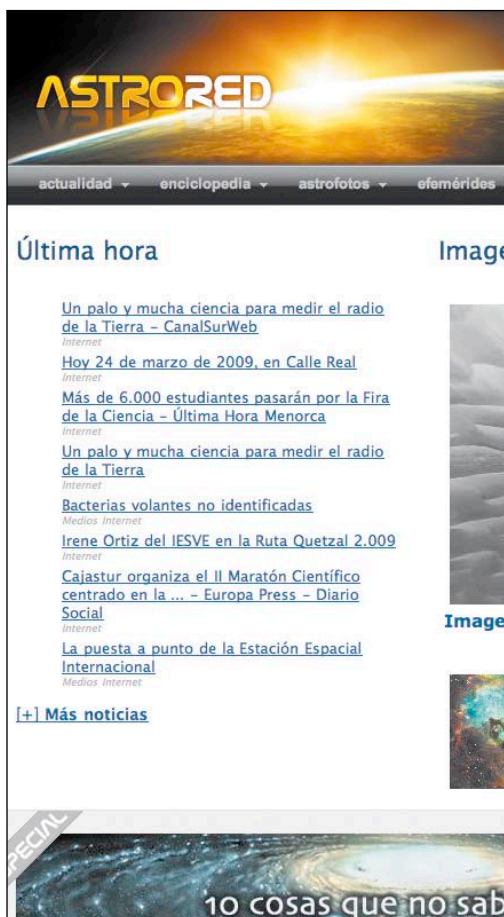 ASTRORED
actualidad enciclopedia astrofotos efemérides
Última hora
Un palo y mucha ciencia para medir el radio
de la Tierra – CanalSurWeb
Internet
Hoy 24 de marzo de 2009, en Calle Real
Internet
Más de 6.000 estudiantes pasarán por la Fira
de la Ciencia – Última Hora Menorca
Internet
Un palo y mucha ciencia para medir el radio
de la Tierra
Internet
Bacterias volantes no identificadas
Medios Internet
Irene Ortiz del IESVE en la Ruta Quetzal 2.009
Internet
Cajastur organiza el II Maratón Científico
centrado en la ... – Europa Press – Diario
Social
Internet
La puesta a punto de la Estación Espacial
Internacional
Medios Internet
[+] Más noticias
Image
Image
PECIAL
10 cosas que no sab